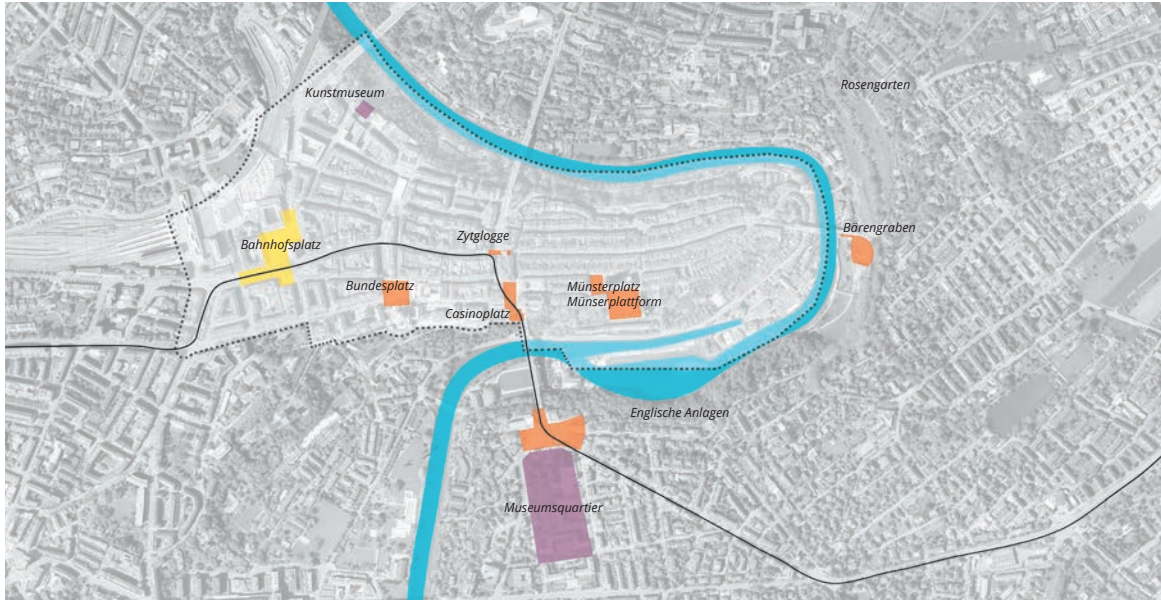 Rosengarten
Kunstmuseum
Bärengraben
Zytglogge
Bahnhofsplatz
Bundesplatz
Münsterplatz
Münserplattform
Casinoplatz
Englische Anlagen
Museumsquartier